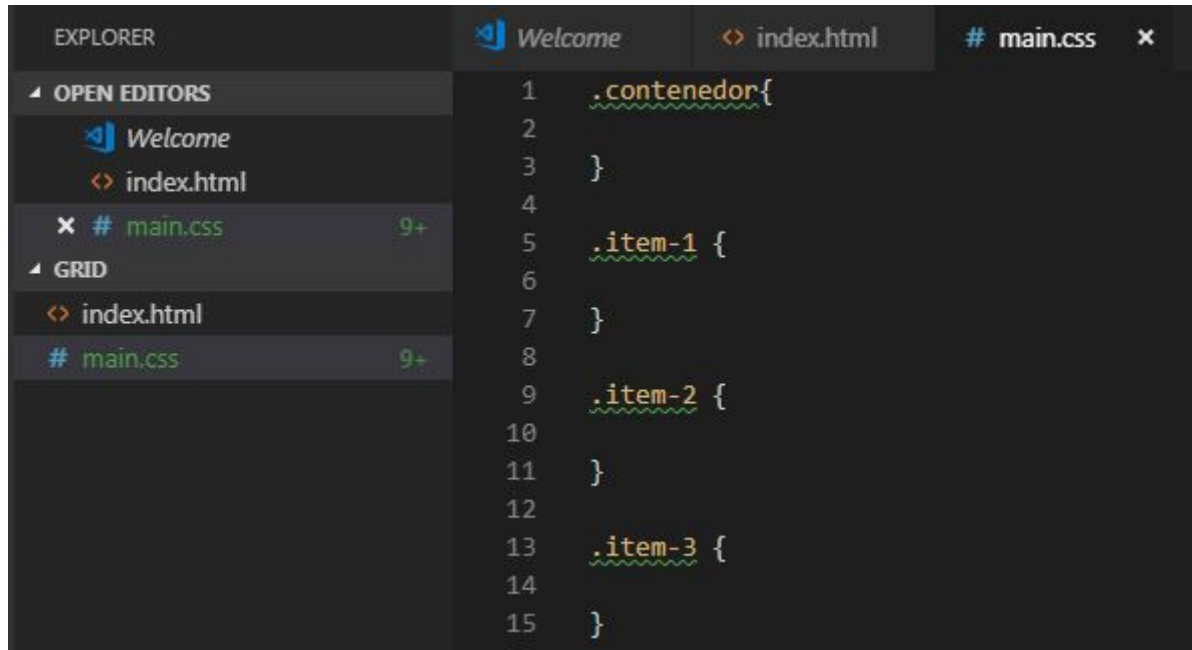 EXPLORER
OPEN EDITORS
Welcome
<> index.html
× # main.css 9+
GRID
<> index.html
# main.css 9+
Welcome <> index.html # main.css ×
1 .contenedor{
2
3 }
4
5 .item-1 {
6
7 }
8
9 .item-2 {
10
11 }
12
13 .item-3 {
14
15 }